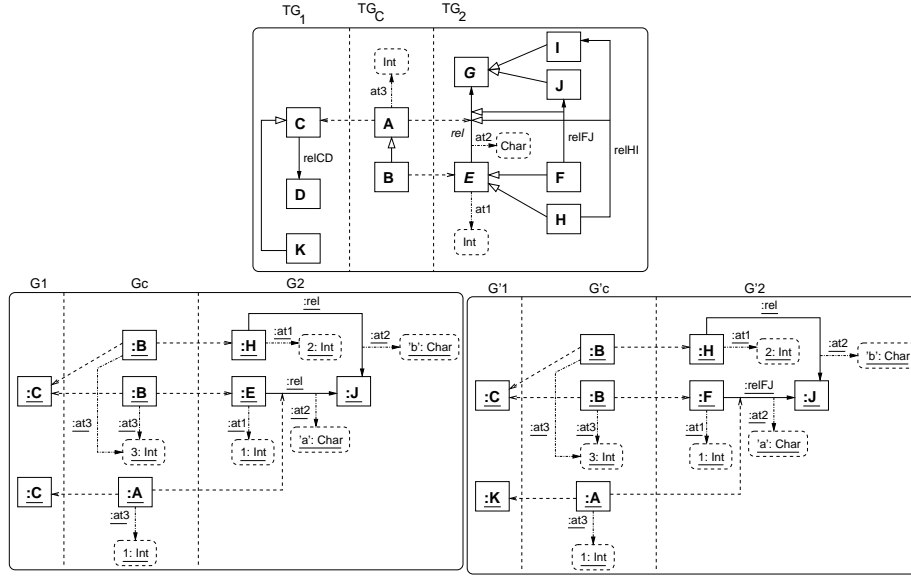 TG1 TGC TG2
I
Int G
J
at3
C A rel at2
Char relFJ relHI
relCD
B E F
D at1
H
K Int
G1 Gc G2
:rel
:B :H :at1 :at2
2: Int 'b': Char
:C :B :E :rel :J
:at3 :at3 :at1 :at2
3: Int 1: Int 'a': Char
:C :A
:at3
1: Int
G'1 G'c G'2
:rel
:B :H :at1 :at2
2: Int 'b': Char
:C :B :F :relFJ :J
:at3 :at3 :at1 :at2
3: Int 1: Int 'a': Char
:K :A
:at3
1: Int